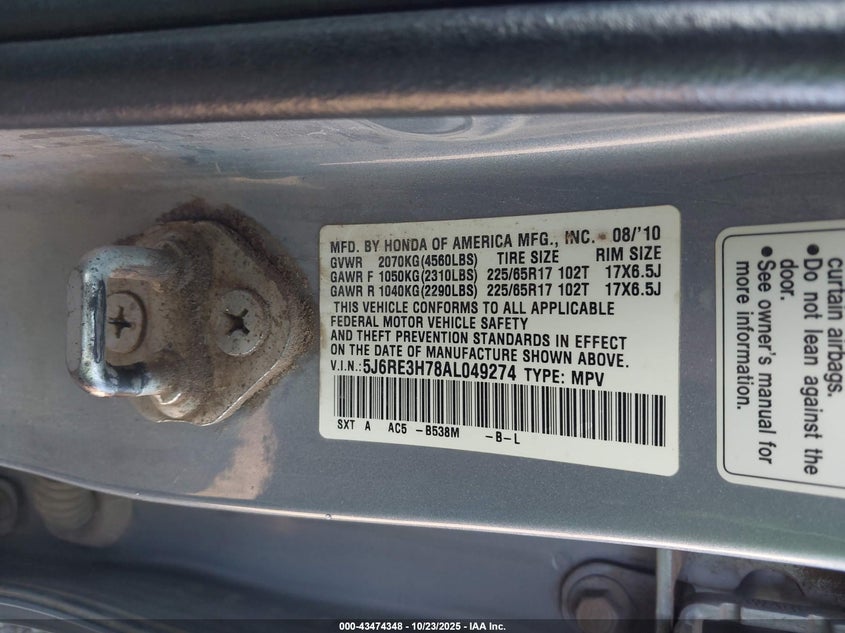 MFD. BY HONDA OF AMERICA MFG., INC. 08/'10
GVWR 2070KG(4560LBS) TIRE SIZE RIM SIZE
GAWR F 1050KG(2310LBS) 225/65R17 102T 17X6.5J
GAWR R 1040KG(2290LBS) 225/65R17 102T 17X6.5J
THIS VEHICLE CONFORMS TO ALL APPLICABLE
FEDERAL MOTOR VEHICLE SAFETY
AND THEFT PREVENTION STANDARDS IN EFFECT
ON THE DATE OF MANUFACTURE SHOWN ABOVE.
V.I.N.:5J6RE3H78AL049274 TYPE: MPV
SXT A AC5 -B538M -B-L
curtain airbags.
• Do not lean against the
door.
• See owner's manual for
more information.
000-43474348 - 10/23/2025 - IAA Inc.